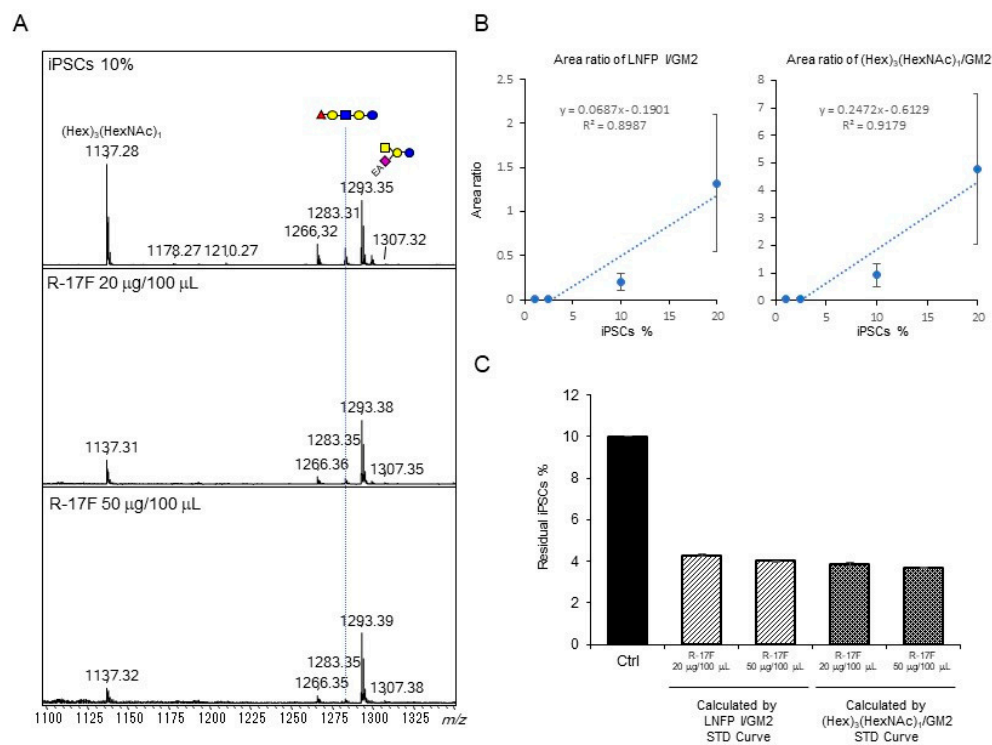 A
iPSCs 10%
(Hex)₃(HexNAc)₁
1137.28
EA
1293.35
1283.31
1266.32
1178.27
1210.27
1307.32
R-17F 20 μg/100 μL
1293.38
1137.31
1283.35
1266.36
1307.35
R-17F 50 μg/100 μL
1293.39
1137.32
1283.35
1266.35
1307.38
1100 1125 1150 1175 1200 1225 1250 1275 1300 1325 m/z
B
Area ratio of LNFP I/GM2
2.5
2
1.5
1
0.5
0
y = 0.0687x - 0.1901
R² = 0.8987
Area ratio
0 5 10 15 20
iPSCs %
Area ratio of (Hex)₃(HexNAc)₁/GM2
8
7
6
5
4
3
2
1
0
y = 0.2472x - 0.6129
R² = 0.9179
0 5 10 15 20
iPSCs %
C
Residual iPSCs %
12
10
8
6
4
2
0
Ctrl
R-17F
20 μg/100 μL
R-17F
50 μg/100 μL
R-17F
20 μg/100 μL
R-17F
50 μg/100 μL
Calculated by
LNFP I/GM2
STD Curve
Calculated by
(Hex)₃(HexNAc)₁/GM2
STD Curve